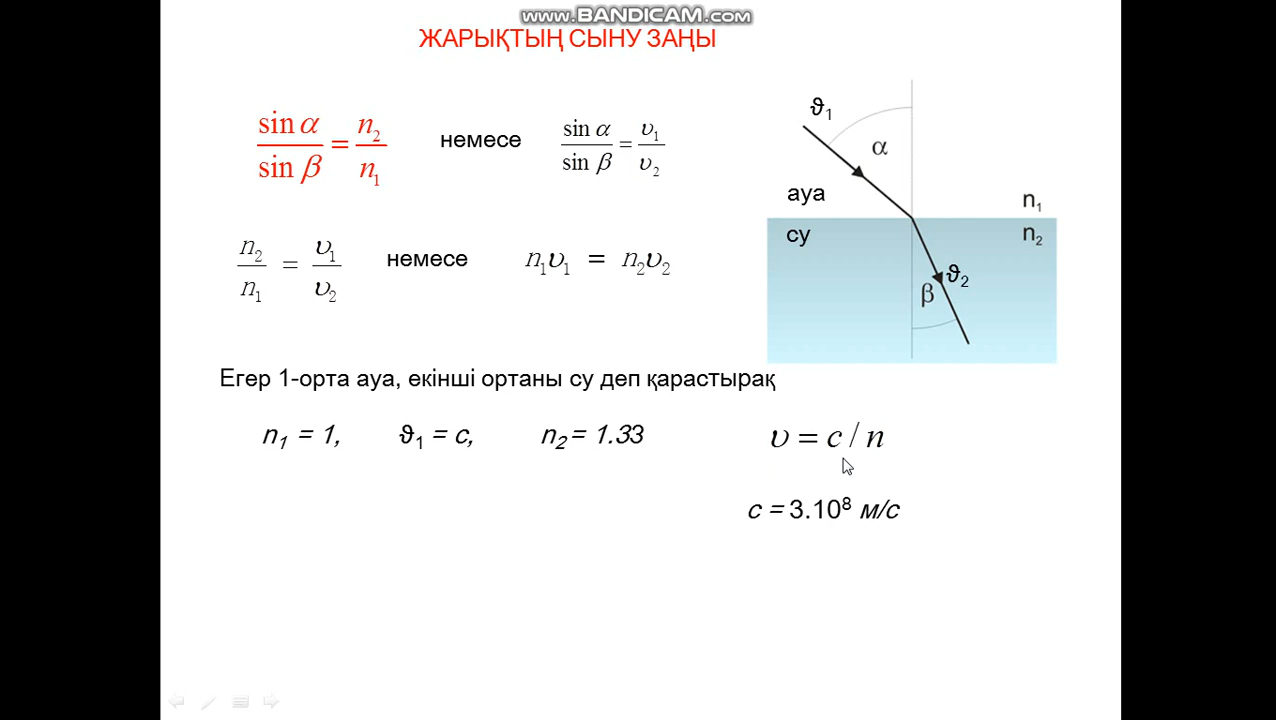 www.BANDICAM.com
ЖАРЫҚТЫҢ СЫНУ ЗАҢЫ
sin α / sin β = n₂ / n₁ немесе sin α / sin β = υ₁ / υ₂
n₂ / n₁ = υ₁ / υ₂ немесе n₁υ₁ = n₂υ₂
ϑ₁
α
ауа n₁
су n₂
ϑ₂
β
Егер 1-орта ауа, екінші ортаны су деп қарастырақ
n₁ = 1, ϑ₁ = c, n₂ = 1.33 υ = c / n
c = 3.10⁸ м/с